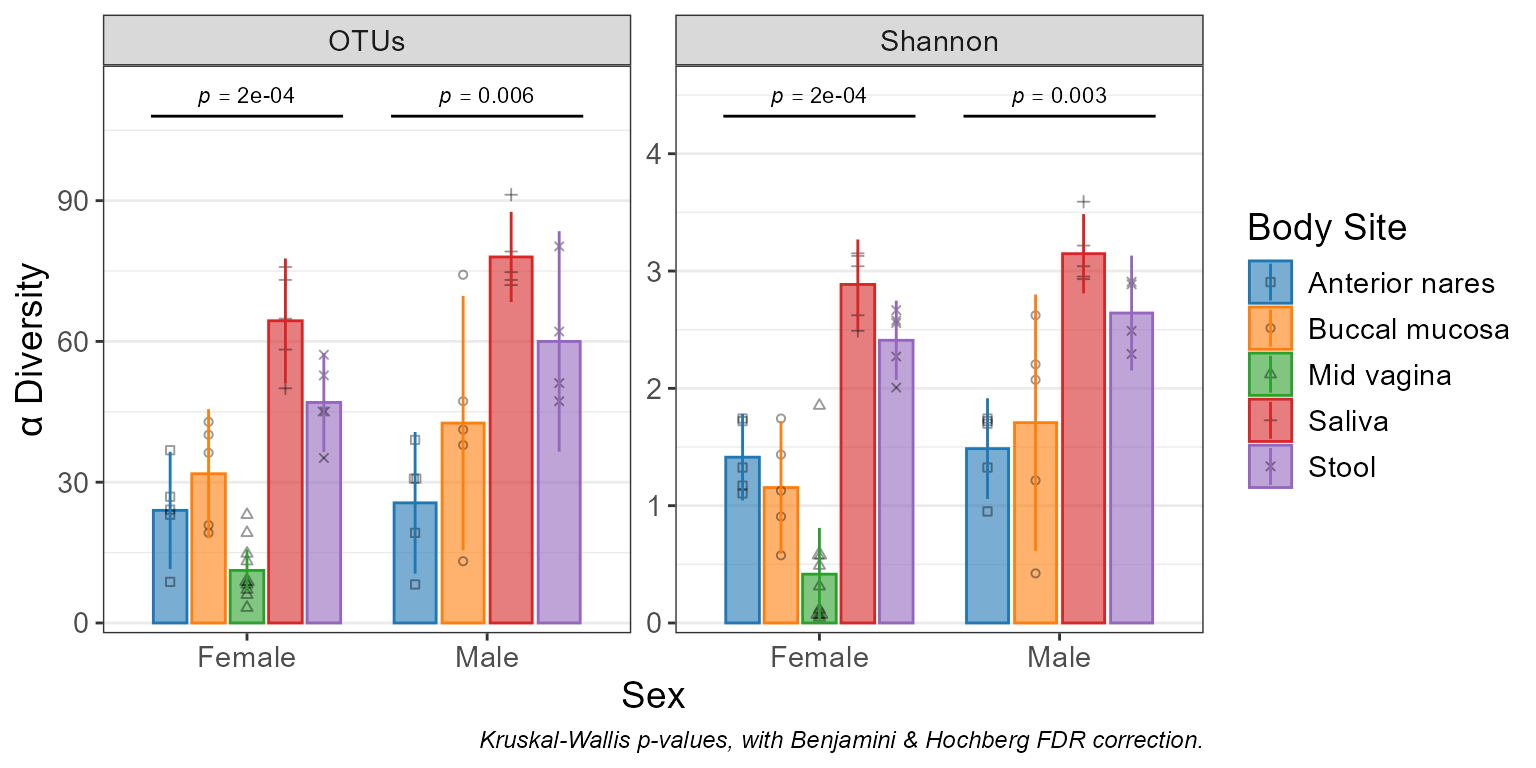 OTUs
Shannon
p = 2e-04
p = 0.006
p = 2e-04
p = 0.003
α Diversity
90
60
30
0
4
3
2
1
0
Female
Male
Female
Male
Sex
Body Site
Anterior nares
Buccal mucosa
Mid vagina
Saliva
Stool
Kruskal-Wallis p-values, with Benjamini & Hochberg FDR correction.